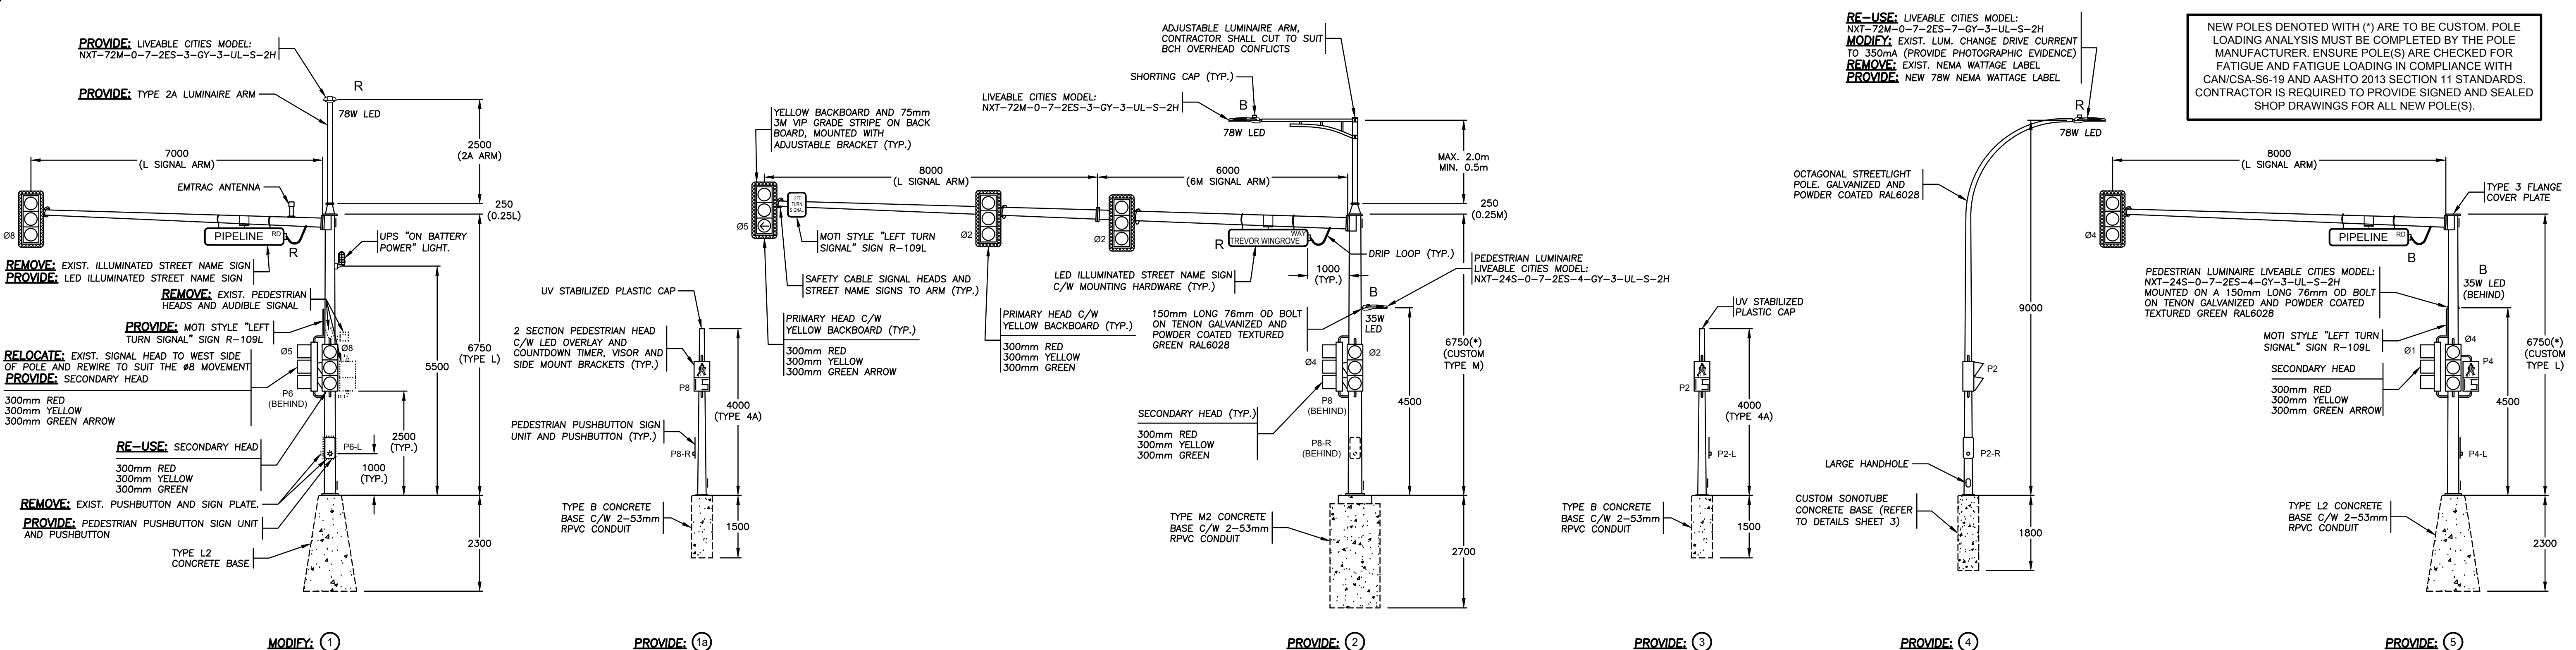 PROVIDE: LIVEABLE CITIES MODEL:
NXT-72M-0-7-2ES-3-GY-3-UL-S-2H
R
PROVIDE: TYPE 2A LUMINAIRE ARM
78W LED
2500
(2A ARM)
7000
(L SIGNAL ARM)
EMTRAC ANTENNA
250
(0.25L)
Ø8
PIPELINE RD
R
UPS "ON BATTERY
POWER" LIGHT.
REMOVE: EXIST. ILLUMINATED STREET NAME SIGN
PROVIDE: LED ILLUMINATED STREET NAME SIGN
REMOVE: EXIST. PEDESTRIAN
HEADS AND AUDIBLE SIGNAL
PROVIDE: MOTI STYLE "LEFT
TURN SIGNAL" SIGN R-109L
Ø5
Ø8
RELOCATE: EXIST. SIGNAL HEAD TO WEST SIDE
OF POLE AND REWIRE TO SUIT THE Ø8 MOVEMENT
PROVIDE: SECONDARY HEAD
300mm RED
300mm YELLOW
300mm GREEN ARROW
P6
(BEHIND)
6750
(TYPE L)
5500
2500
(TYP.)
RE-USE: SECONDARY HEAD
300mm RED
300mm YELLOW
300mm GREEN
P6-L
1000
(TYP.)
REMOVE: EXIST. PUSHBUTTON AND SIGN PLATE.
PROVIDE: PEDESTRIAN PUSHBUTTON SIGN UNIT
AND PUSHBUTTON
TYPE L2
CONCRETE BASE
2300
MODIFY: 1
UV STABILIZED PLASTIC CAP
2 SECTION PEDESTRIAN HEAD
C/W LED OVERLAY AND
COUNTDOWN TIMER, VISOR AND
SIDE MOUNT BRACKETS (TYP.)
P8
4000
(TYPE 4A)
PEDESTRIAN PUSHBUTTON SIGN
UNIT AND PUSHBUTTON (TYP.)
P8-R
TYPE B CONCRETE
BASE C/W 2-53mm
RPVC CONDUIT
1500
PROVIDE: 1a
ADJUSTABLE LUMINAIRE ARM,
CONTRACTOR SHALL CUT TO SUIT
BCH OVERHEAD CONFLICTS
SHORTING CAP (TYP.)
LIVEABLE CITIES MODEL:
NXT-72M-0-7-2ES-3-GY-3-UL-S-2H
B
78W LED
YELLOW BACKBOARD AND 75mm
3M VIP GRADE STRIPE ON BACK
BOARD, MOUNTED WITH
ADJUSTABLE BRACKET (TYP.)
8000
(L SIGNAL ARM)
6000
(6M SIGNAL ARM)
MAX. 2.0m
MIN. 0.5m
250
(0.25M)
LEFT
TURN
SIGNAL
Ø5
Ø2
Ø2
MOTI STYLE "LEFT TURN
SIGNAL" SIGN R-109L
R
TREVOR WINGROVE WAY
DRIP LOOP (TYP.)
SAFETY CABLE SIGNAL HEADS AND
STREET NAME SIGNS TO ARM (TYP.)
LED ILLUMINATED STREET NAME SIGN
C/W MOUNTING HARDWARE (TYP.)
1000
(TYP.)
PEDESTRIAN LUMINAIRE
LIVEABLE CITIES MODEL:
NXT-24S-0-7-2ES-4-GY-3-UL-S-2H
B
35W
LED
PRIMARY HEAD C/W
YELLOW BACKBOARD (TYP.)
300mm RED
300mm YELLOW
300mm GREEN ARROW
PRIMARY HEAD C/W
YELLOW BACKBOARD (TYP.)
300mm RED
300mm YELLOW
300mm GREEN
150mm LONG 76mm OD BOLT
ON TENON GALVANIZED AND
POWDER COATED TEXTURED
GREEN RAL6028
Ø2
Ø4
P8
(BEHIND)
6750(*)
(CUSTOM
TYPE M)
4500
SECONDARY HEAD (TYP.)
300mm RED
300mm YELLOW
300mm GREEN
P8-R
(BEHIND)
TYPE M2 CONCRETE
BASE C/W 2-53mm
RPVC CONDUIT
2700
PROVIDE: 2
UV STABILIZED
PLASTIC CAP
P2
4000
(TYPE 4A)
P2-L
TYPE B CONCRETE
BASE C/W 2-53mm
RPVC CONDUIT
1500
PROVIDE: 3
RE-USE: LIVEABLE CITIES MODEL:
NXT-72M-0-7-2ES-7-GY-3-UL-S-2H
MODIFY: EXIST. LUM. CHANGE DRIVE CURRENT
TO 350mA (PROVIDE PHOTOGRAPHIC EVIDENCE)
REMOVE: EXIST. NEMA WATTAGE LABEL
PROVIDE: NEW 78W NEMA WATTAGE LABEL
R
78W LED
OCTAGONAL STREETLIGHT
POLE. GALVANIZED AND
POWDER COATED RAL6028
9000
P2
P2-R
LARGE HANDHOLE
CUSTOM SONOTUBE
CONCRETE BASE (REFER
TO DETAILS SHEET 3)
1800
PROVIDE: 4
NEW POLES DENOTED WITH (*) ARE TO BE CUSTOM. POLE
LOADING ANALYSIS MUST BE COMPLETED BY THE POLE
MANUFACTURER. ENSURE POLE(S) ARE CHECKED FOR
FATIGUE AND FATIGUE LOADING IN COMPLIANCE WITH
CAN/CSA-S6-19 AND AASHTO 2013 SECTION 11 STANDARDS.
CONTRACTOR IS REQUIRED TO PROVIDE SIGNED AND SEALED
SHOP DRAWINGS FOR ALL NEW POLE(S).
8000
(L SIGNAL ARM)
TYPE 3 FLANGE
COVER PLATE
Ø4
PIPELINE RD
B
PEDESTRIAN LUMINAIRE LIVEABLE CITIES MODEL:
NXT-24S-0-7-2ES-4-GY-3-UL-S-2H
MOUNTED ON A 150mm LONG 76mm OD BOLT
ON TENON GALVANIZED AND POWDER COATED
TEXTURED GREEN RAL6028
B
35W LED
(BEHIND)
MOTI STYLE "LEFT TURN
SIGNAL" SIGN R-109L
Ø1
Ø4
P4
SECONDARY HEAD
300mm RED
300mm YELLOW
300mm GREEN ARROW
6750(*)
(CUSTOM
TYPE L)
4500
P4-L
TYPE L2 CONCRETE
BASE C/W 2-53mm
RPVC CONDUIT
2300
PROVIDE: 5